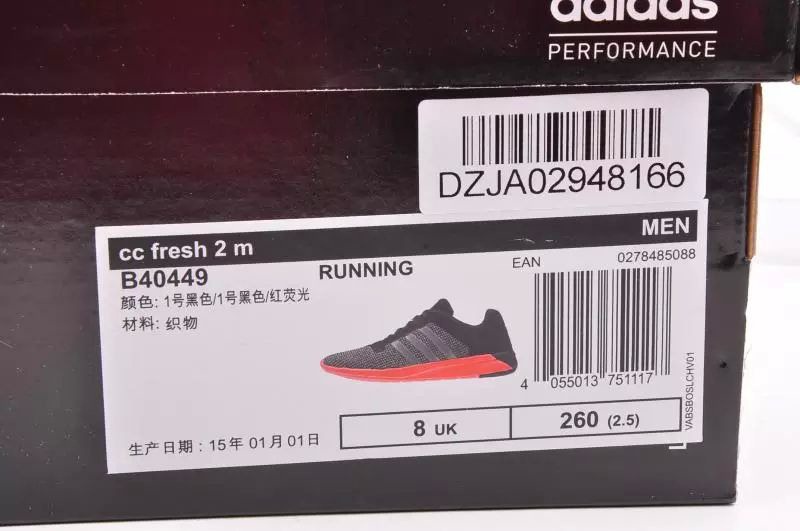 adidas
PERFORMANCE
DZJA02948166
cc fresh 2 m
MEN
B40449
RUNNING
EAN
0278485088
颜色: 1号黑色/1号黑色/红荧光
材料: 织物
4 055013 751117
VABSBOSLCHV01
8 UK
260 (2.5)
生产日期: 15年 01月 01日